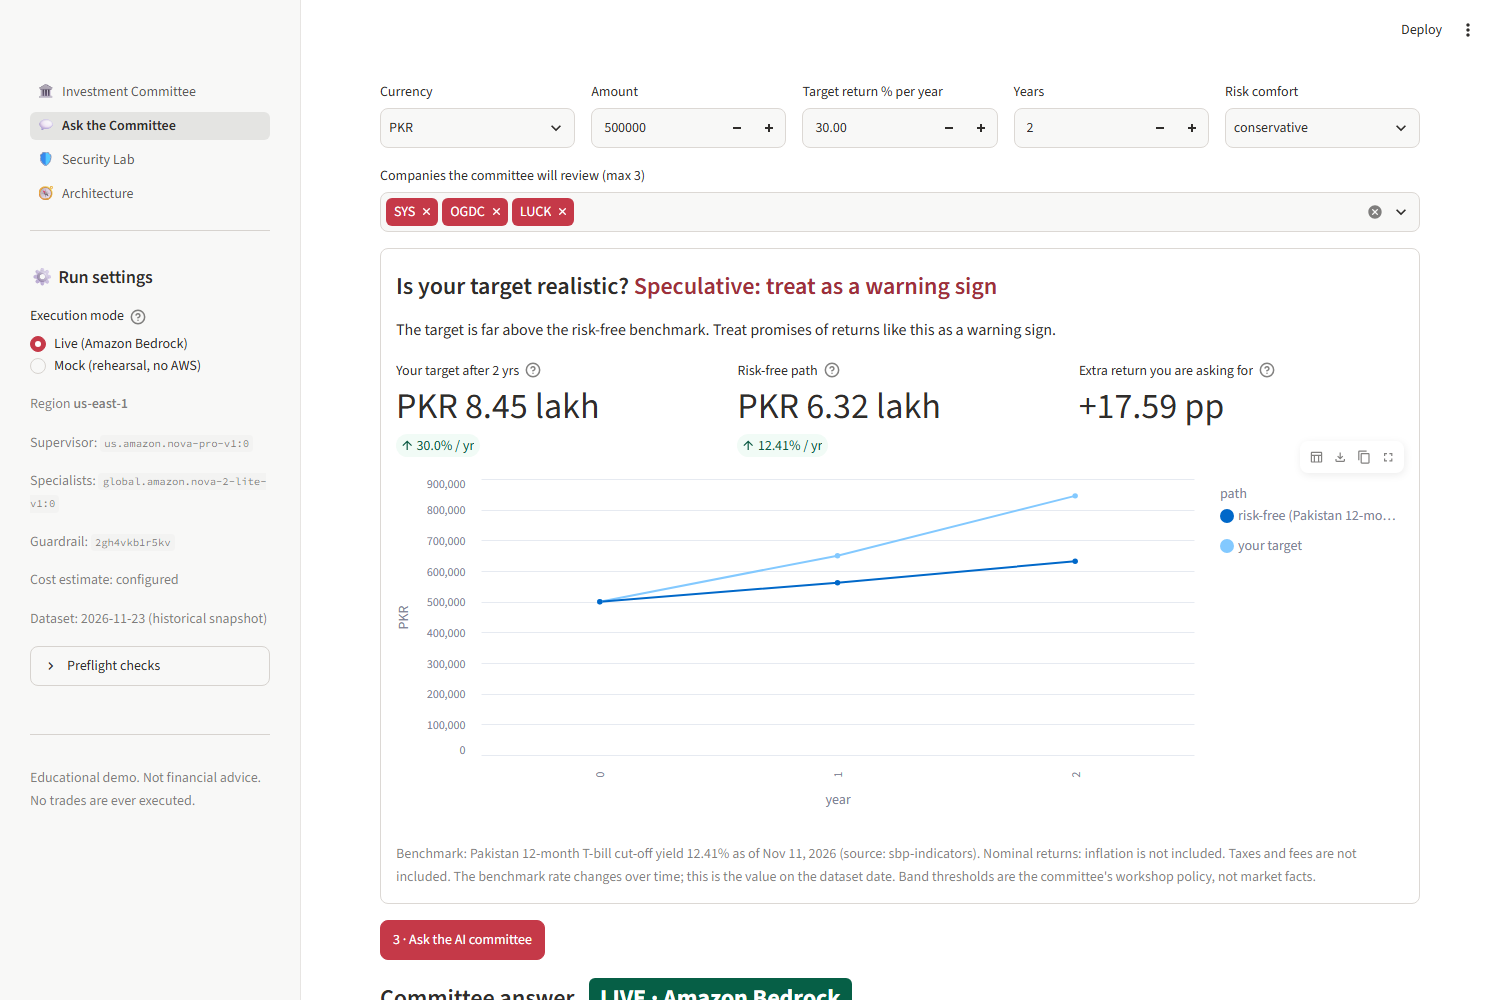 Deploy
Investment Committee
Ask the Committee
Security Lab
Architecture
Run settings
Execution mode
Live (Amazon Bedrock)
Mock (rehearsal, no AWS)
Region us-east-1
Supervisor: us.amazon.nova-pro-v1:0
Specialists: global.amazon.nova-2-lite-
v1:0
Guardrail: 2gh4vkblr5kv
Cost estimate: configured
Dataset: 2026-11-23 (historical snapshot)
Preflight checks
Educational demo. Not financial advice.
No trades are ever executed.
Currency
Amount
Target return % per year
Years
Risk comfort
PKR
500000
30.00
2
conservative
Companies the committee will review (max 3)
SYS
OGDC
LUCK
Is your target realistic? Speculative: treat as a warning sign
The target is far above the risk-free benchmark. Treat promises of returns like this as a warning sign.
Your target after 2 yrs
PKR 8.45 lakh
↑ 30.0% / yr
Risk-free path
PKR 6.32 lakh
↑ 12.41% / yr
Extra return you are asking for
+17.59 pp
900,000
800,000
700,000
600,000
500,000
400,000
300,000
200,000
100,000
0
PKR
0
1
2
year
path
risk-free (Pakistan 12-mo…
your target
Benchmark: Pakistan 12-month T-bill cut-off yield 12.41% as of Nov 11, 2026 (source: sbp-indicators). Nominal returns: inflation is not included. Taxes and fees are not
included. The benchmark rate changes over time; this is the value on the dataset date. Band thresholds are the committee's workshop policy, not market facts.
3 · Ask the AI committee
Committee answer
LIVE • Amazon Bedrock